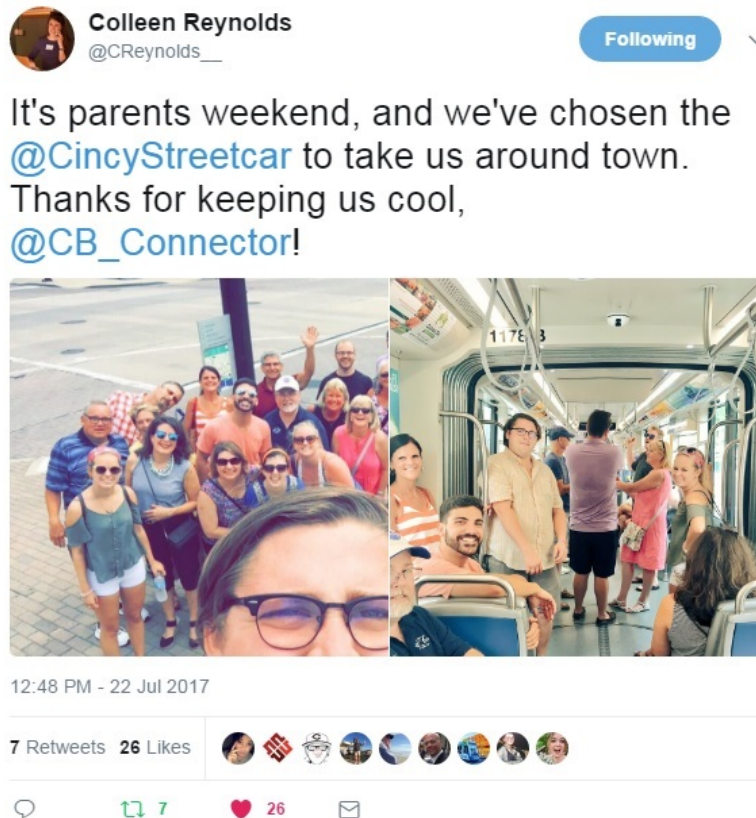 Colleen Reynolds
@CReynolds__
Following
It's parents weekend, and we've chosen the
@CincyStreetcar to take us around town.
Thanks for keeping us cool,
@CB_Connector!
1178 B
12:48 PM - 22 Jul 2017
7 Retweets 26 Likes
7 26